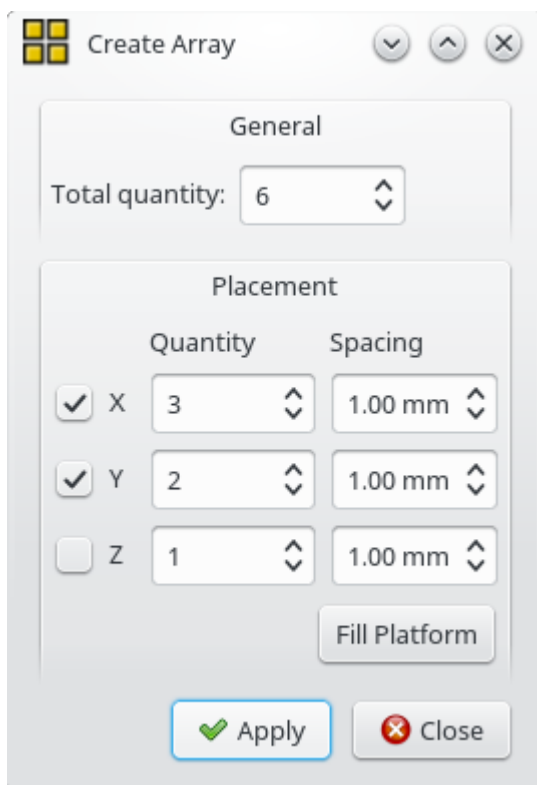 Create Array
General
Total quantity: 6
Placement
Quantity Spacing
X 3 1.00 mm
Y 2 1.00 mm
Z 1 1.00 mm
Fill Platform
Apply Close